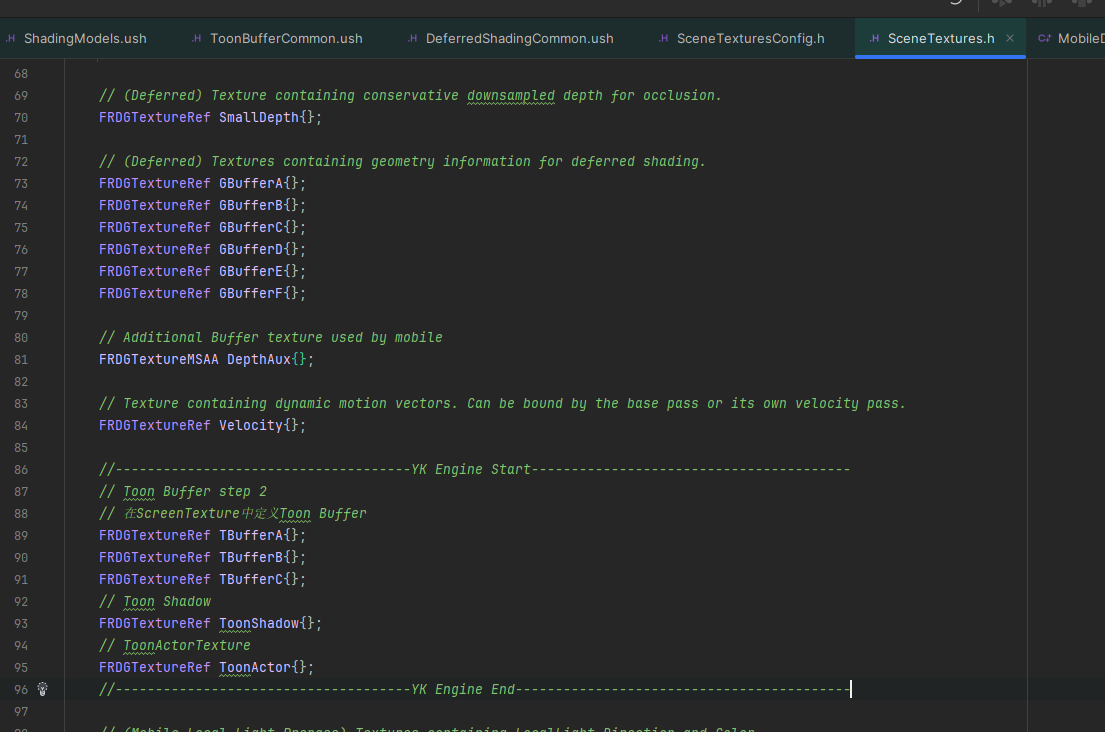 .H ShadingModels.ush .H ToonBufferCommon.ush .H DeferredShadingCommon.ush .H SceneTexturesConfig.h .H SceneTextures.h × C++ MobileD
68
69 // (Deferred) Texture containing conservative downsampled depth for occlusion.
70 FRDGTextureRef SmallDepth{};
71
72 // (Deferred) Textures containing geometry information for deferred shading.
73 FRDGTextureRef GBufferA{};
74 FRDGTextureRef GBufferB{};
75 FRDGTextureRef GBufferC{};
76 FRDGTextureRef GBufferD{};
77 FRDGTextureRef GBufferE{};
78 FRDGTextureRef GBufferF{};
79
80 // Additional Buffer texture used by mobile
81 FRDGTextureMSAA DepthAux{};
82
83 // Texture containing dynamic motion vectors. Can be bound by the base pass or its own velocity pass.
84 FRDGTextureRef Velocity{};
85
86 //-------------------------------------YK Engine Start----------------------------------------
87 // Toon Buffer step 2
88 // 在ScreenTexture中定义Toon Buffer
89 FRDGTextureRef TBufferA{};
90 FRDGTextureRef TBufferB{};
91 FRDGTextureRef TBufferC{};
92 // Toon Shadow
93 FRDGTextureRef ToonShadow{};
94 // ToonActorTexture
95 FRDGTextureRef ToonActor{};
96 //-------------------------------------YK Engine End------------------------------------------
97